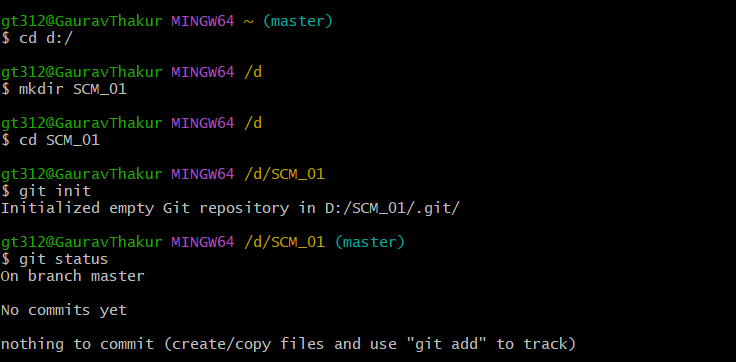 gt312@GauravThakur MINGW64 ~ (master)
$ cd d:/
gt312@GauravThakur MINGW64 /d
$ mkdir SCM_01
gt312@GauravThakur MINGW64 /d
$ cd SCM_01
gt312@GauravThakur MINGW64 /d/SCM_01
$ git init
Initialized empty Git repository in D:/SCM_01/.git/
gt312@GauravThakur MINGW64 /d/SCM_01 (master)
$ git status
On branch master
No commits yet
nothing to commit (create/copy files and use "git add" to track)